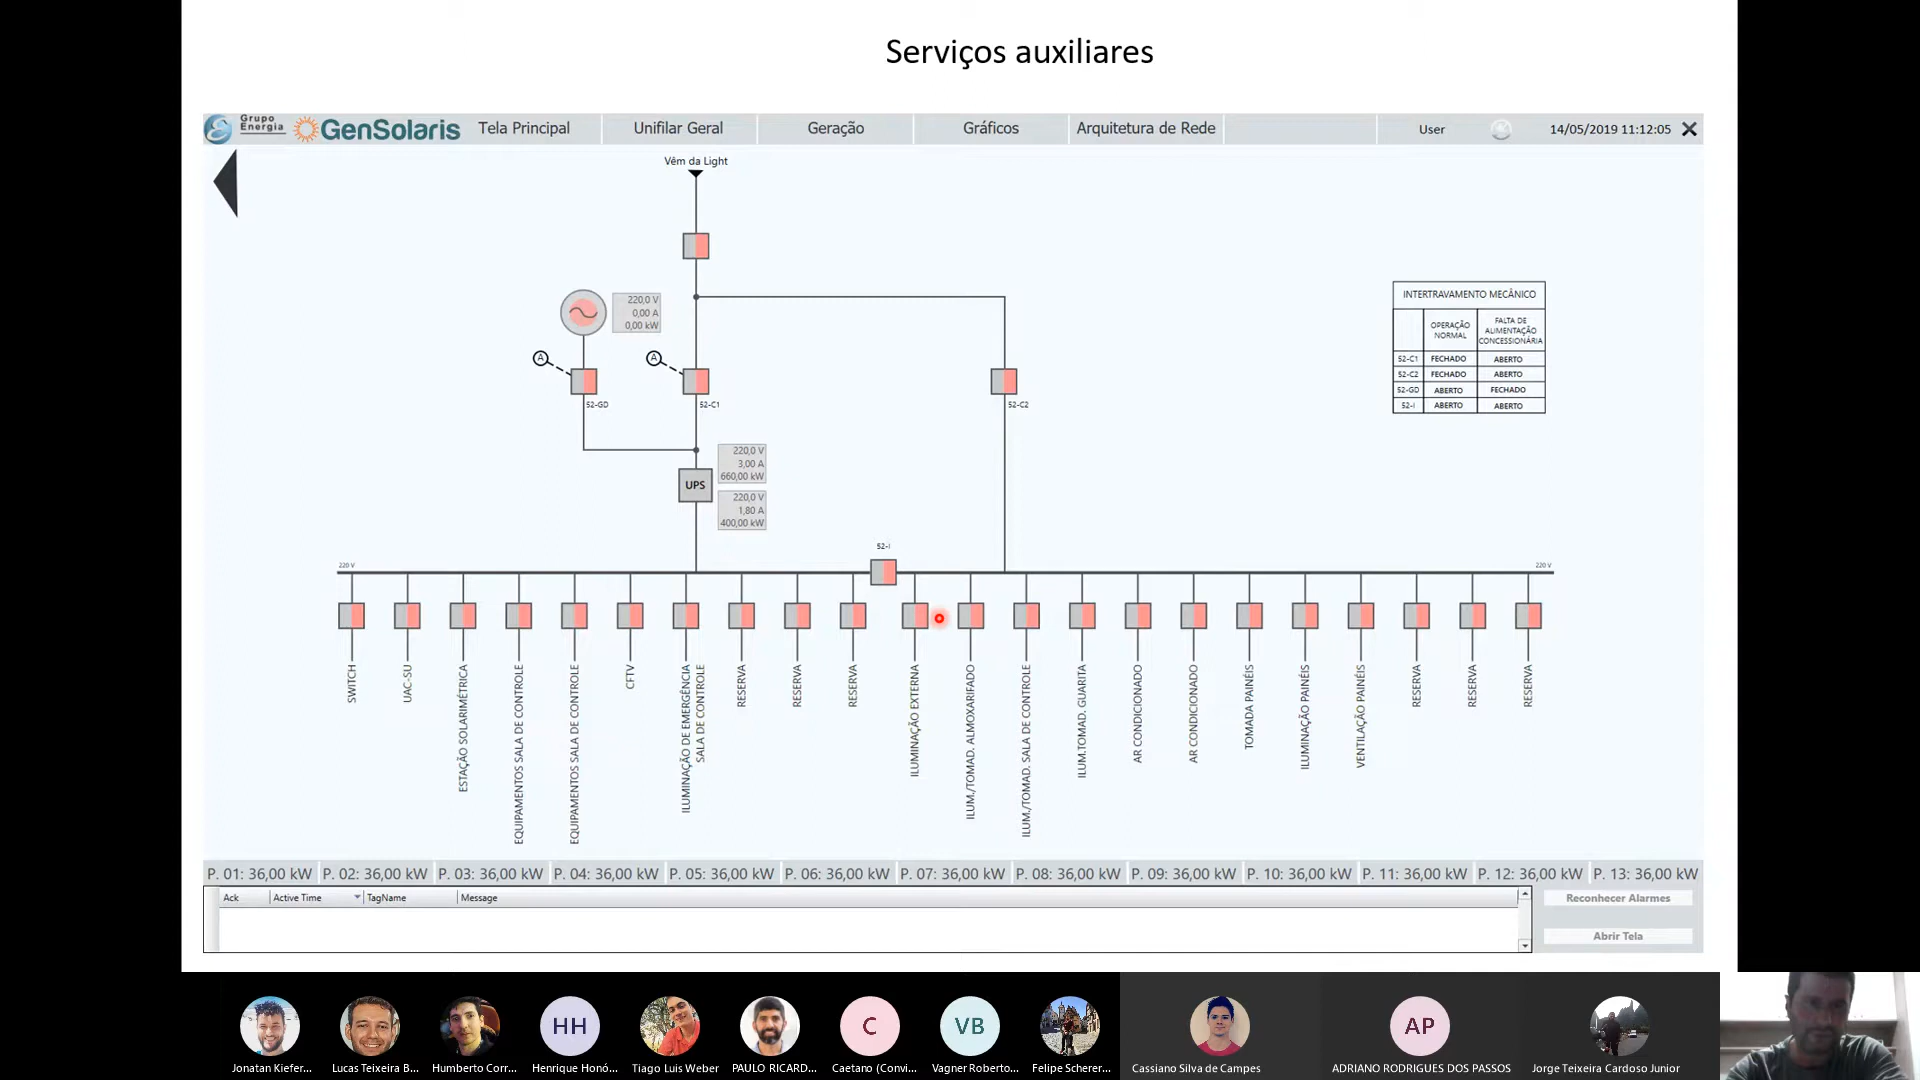 Serviços auxiliares
Grupo
Energia
GenSolaris
Tela Principal
Unifilar Geral
Geração
Gráficos
Arquitetura de Rede
User
14/05/2019 11:12:05
Vêm da Light
220,0 V
0,00 A
0,00 kW
A
A
52-GD
52-C1
52-C2
INTERTRAVAMENTO MECÂNICO
OPERAÇÃO NORMAL
FALTA DE ALIMENTAÇÃO CONCESSIONÁRIA
52-C1 FECHADO ABERTO
52-C2 FECHADO ABERTO
52-GD ABERTO FECHADO
52-I ABERTO ABERTO
220,0 V
3,00 A
660,00 kW
UPS
220,0 V
1,80 A
400,00 kW
52-I
220 V
220 V
SWITCH
UAC-SU
ESTAÇÃO SOLARIMÉTRICA
EQUIPAMENTOS SALA DE CONTROLE
EQUIPAMENTOS SALA DE CONTROLE
CFTV
ILUMINAÇÃO DE EMERGÊNCIA
SALA DE CONTROLE
RESERVA
RESERVA
RESERVA
ILUMINAÇÃO EXTERNA
ILUM./TOMAD. ALMOXARIFADO
ILUM./TOMAD. SALA DE CONTROLE
ILUM.TOMAD. GUARITA
AR CONDICIONADO
AR CONDICIONADO
TOMADA PAINÉIS
ILUMINAÇÃO PAINÉIS
VENTILAÇÃO PAINÉIS
RESERVA
RESERVA
RESERVA
P. 01: 36,00 kW
P. 02: 36,00 kW
P. 03: 36,00 kW
P. 04: 36,00 kW
P. 05: 36,00 kW
P. 06: 36,00 kW
P. 07: 36,00 kW
P. 08: 36,00 kW
P. 09: 36,00 kW
P. 10: 36,00 kW
P. 11: 36,00 kW
P. 12: 36,00 kW
P. 13: 36,00 kW
Ack
Active Time
TagName
Message
Reconhecer Alarmes
Abrir Tela
HH
C
VB
AP
Jonatan Kiefer...
Lucas Teixeira B...
Humberto Corr...
Henrique Honó...
Tiago Luis Weber
PAULO RICARD...
Caetano (Convi...
Vagner Roberto...
Felipe Scherer...
Cassiano Silva de Campes
ADRIANO RODRIGUES DOS PASSOS
Jorge Teixeira Cardoso Junior